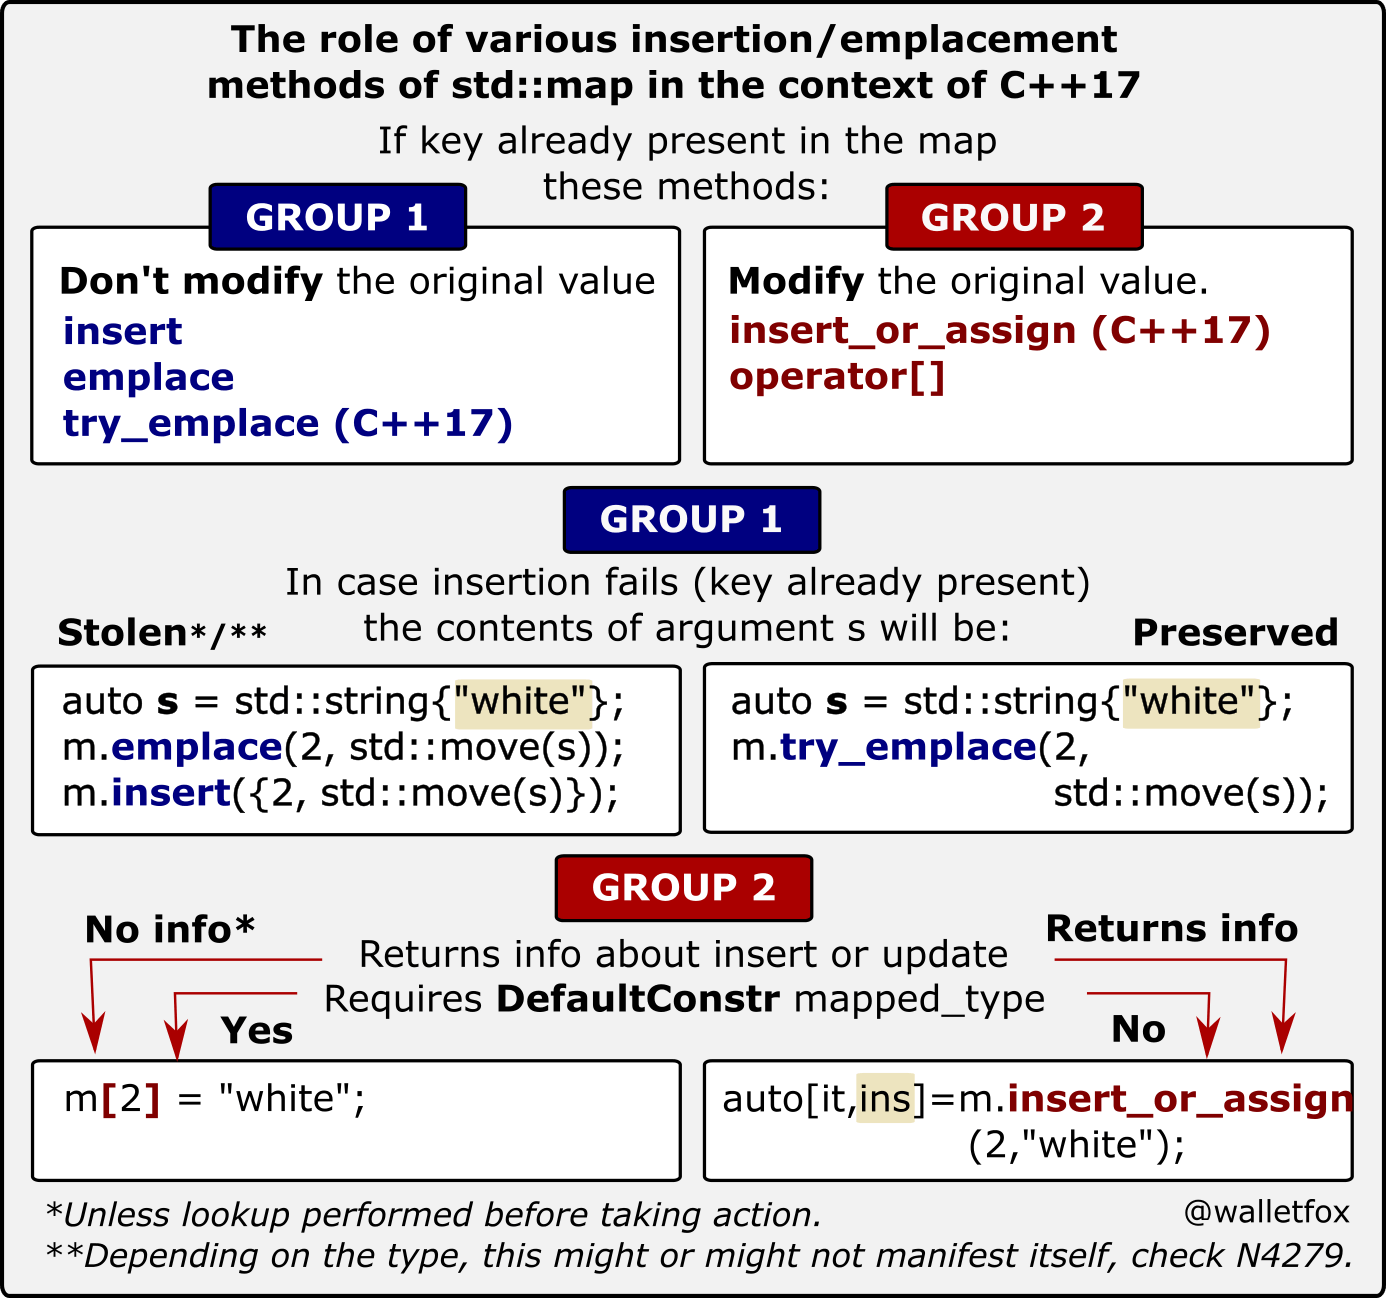 The role of various insertion/emplacement
methods of std::map in the context of C++17
If key already present in the map
these methods:
GROUP 1
Don't modify the original value
insert
emplace
try_emplace (C++17)
GROUP 2
Modify the original value.
insert_or_assign (C++17)
operator[]
GROUP 1
In case insertion fails (key already present)
the contents of argument s will be:
Stolen*/**
auto s = std::string{"white"};
m.emplace(2, std::move(s));
m.insert({2, std::move(s)});
Preserved
auto s = std::string{"white"};
m.try_emplace(2,
std::move(s));
GROUP 2
Returns info about insert or update
Requires DefaultConstr mapped_type
No info*
Yes
m[2] = "white";
Returns info
No
auto[it,ins]=m.insert_or_assign
(2,"white");
*Unless lookup performed before taking action.
@walletfox
**Depending on the type, this might or might not manifest itself, check N4279.